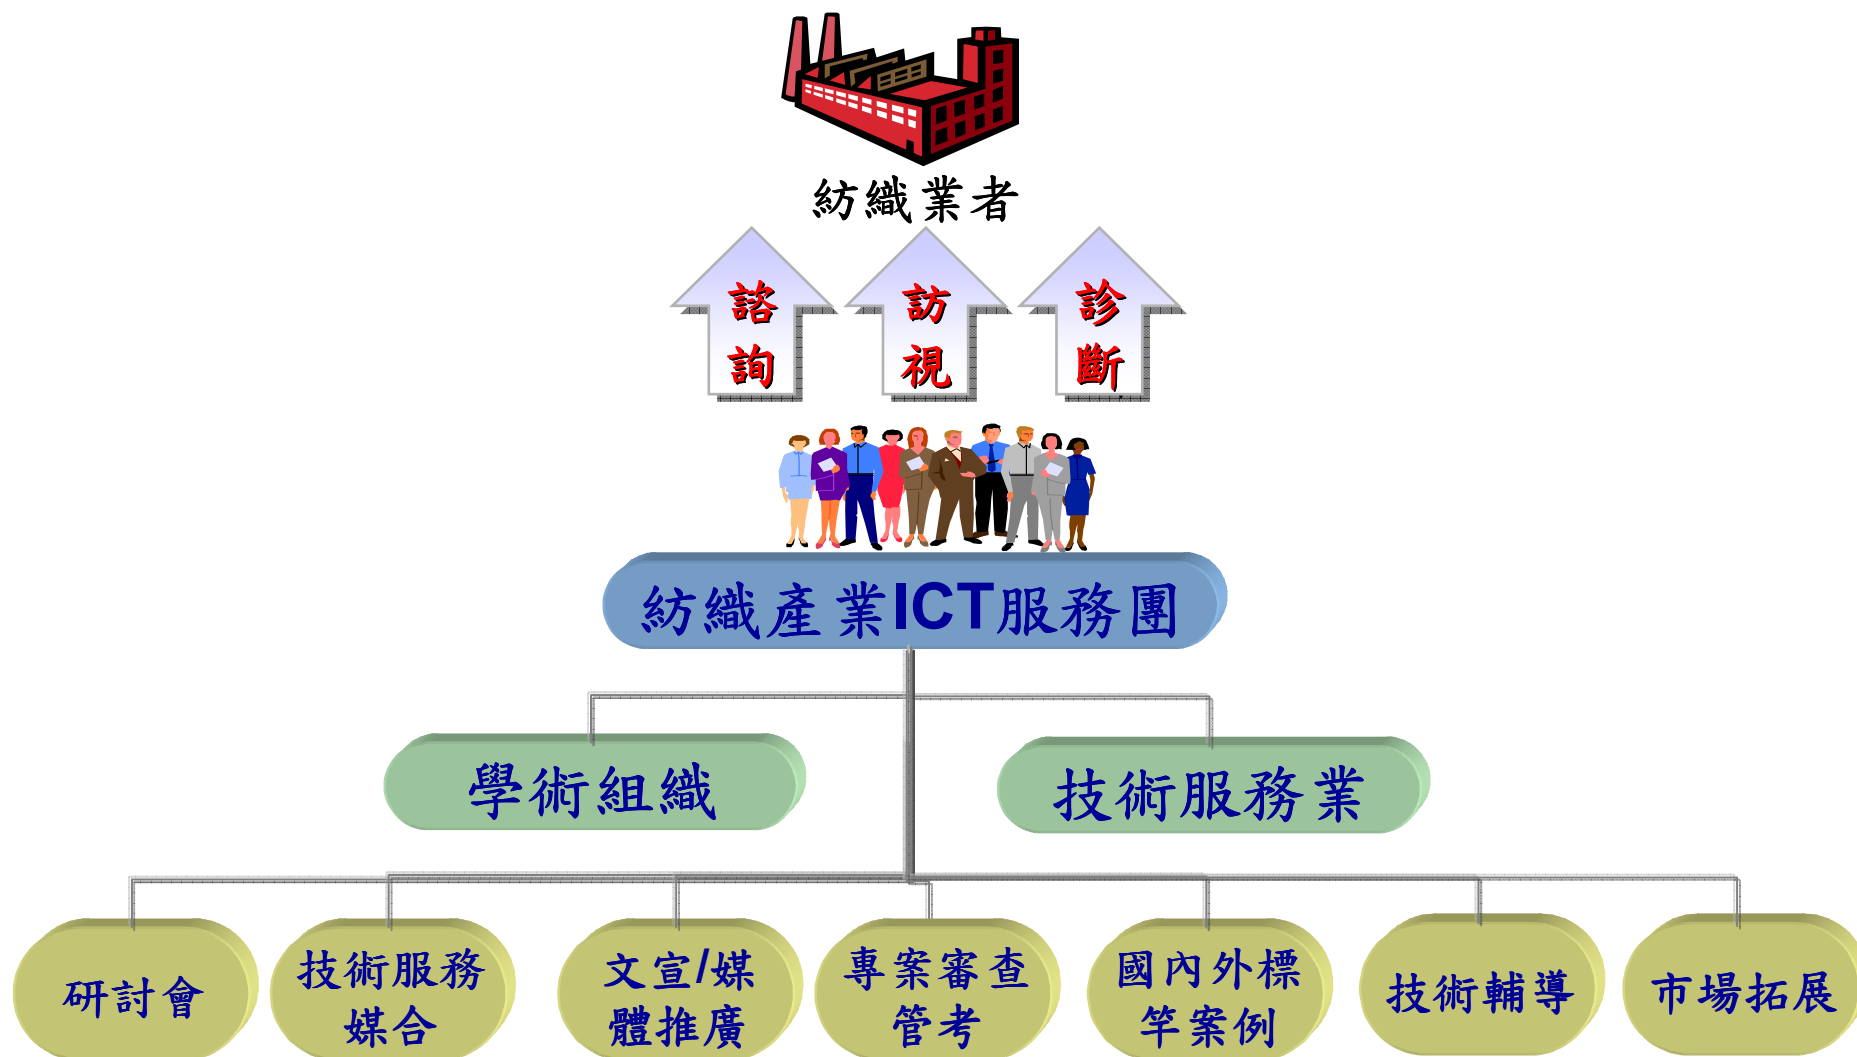 紡織業者
諮詢
訪視
診斷
紡織產業ICT服務團
學術組織
技術服務業
研討會
技術服務
媒合
文宣/媒
體推廣
專案審查
管考
國內外標
竿案例
技術輔導
市場拓展